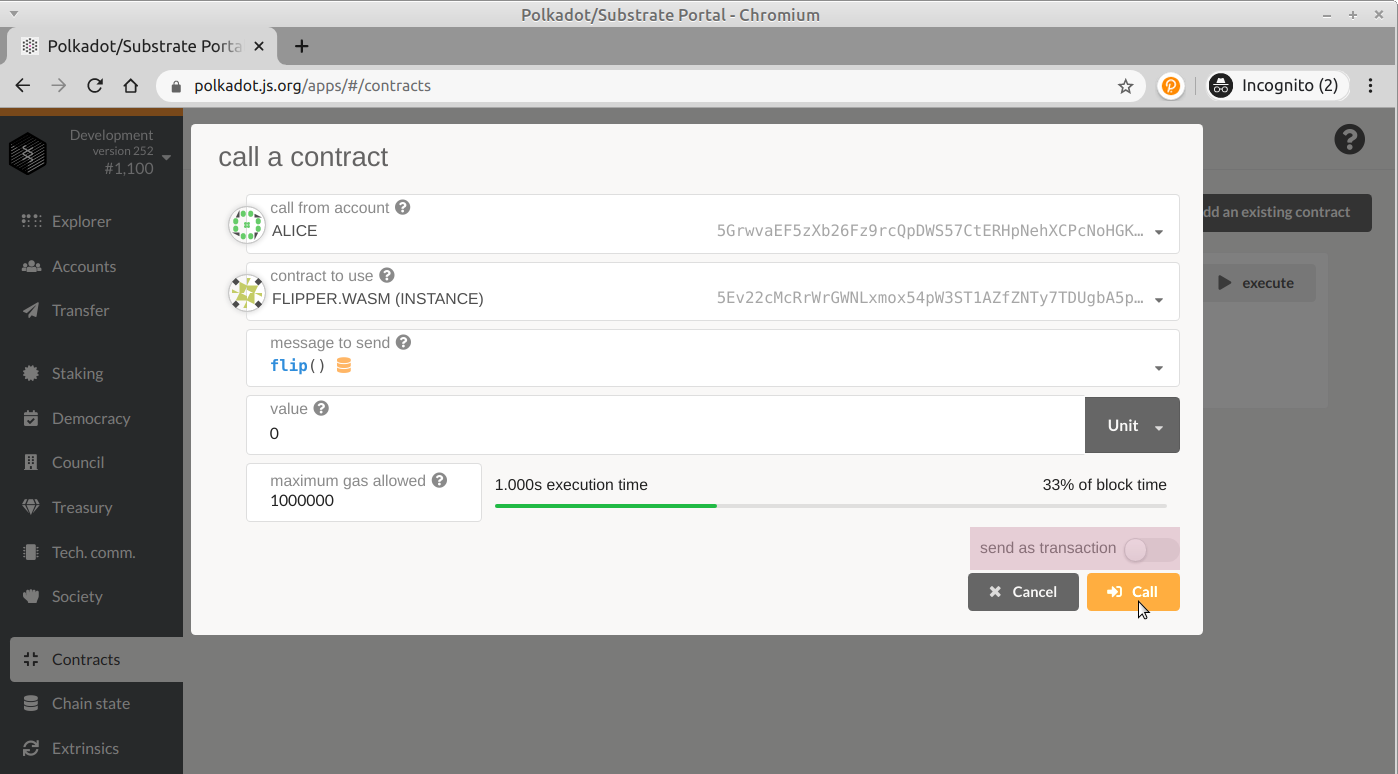 Polkadot/Substrate Portal - Chromium
Polkadot/Substrate Porta
polkadot.js.org/apps/#/contracts
Incognito (2)
Development
version 252
#1,100
Explorer
Accounts
Transfer
Staking
Democracy
Council
Treasury
Tech. comm.
Society
Contracts
Chain state
Extrinsics
dd an existing contract
execute
call a contract
call from account
ALICE
5GrwvaEF5zXb26Fz9rcQpDWS57CtERHpNehXCPcNoHGK…
contract to use
FLIPPER.WASM (INSTANCE)
5Ev22cMcRrWrGWNLxmox54pW3ST1AZfZNTy7TDUgbA5p…
message to send
flip()
value
0
Unit
maximum gas allowed
1000000
1.000s execution time
33% of block time
send as transaction
Cancel
Call